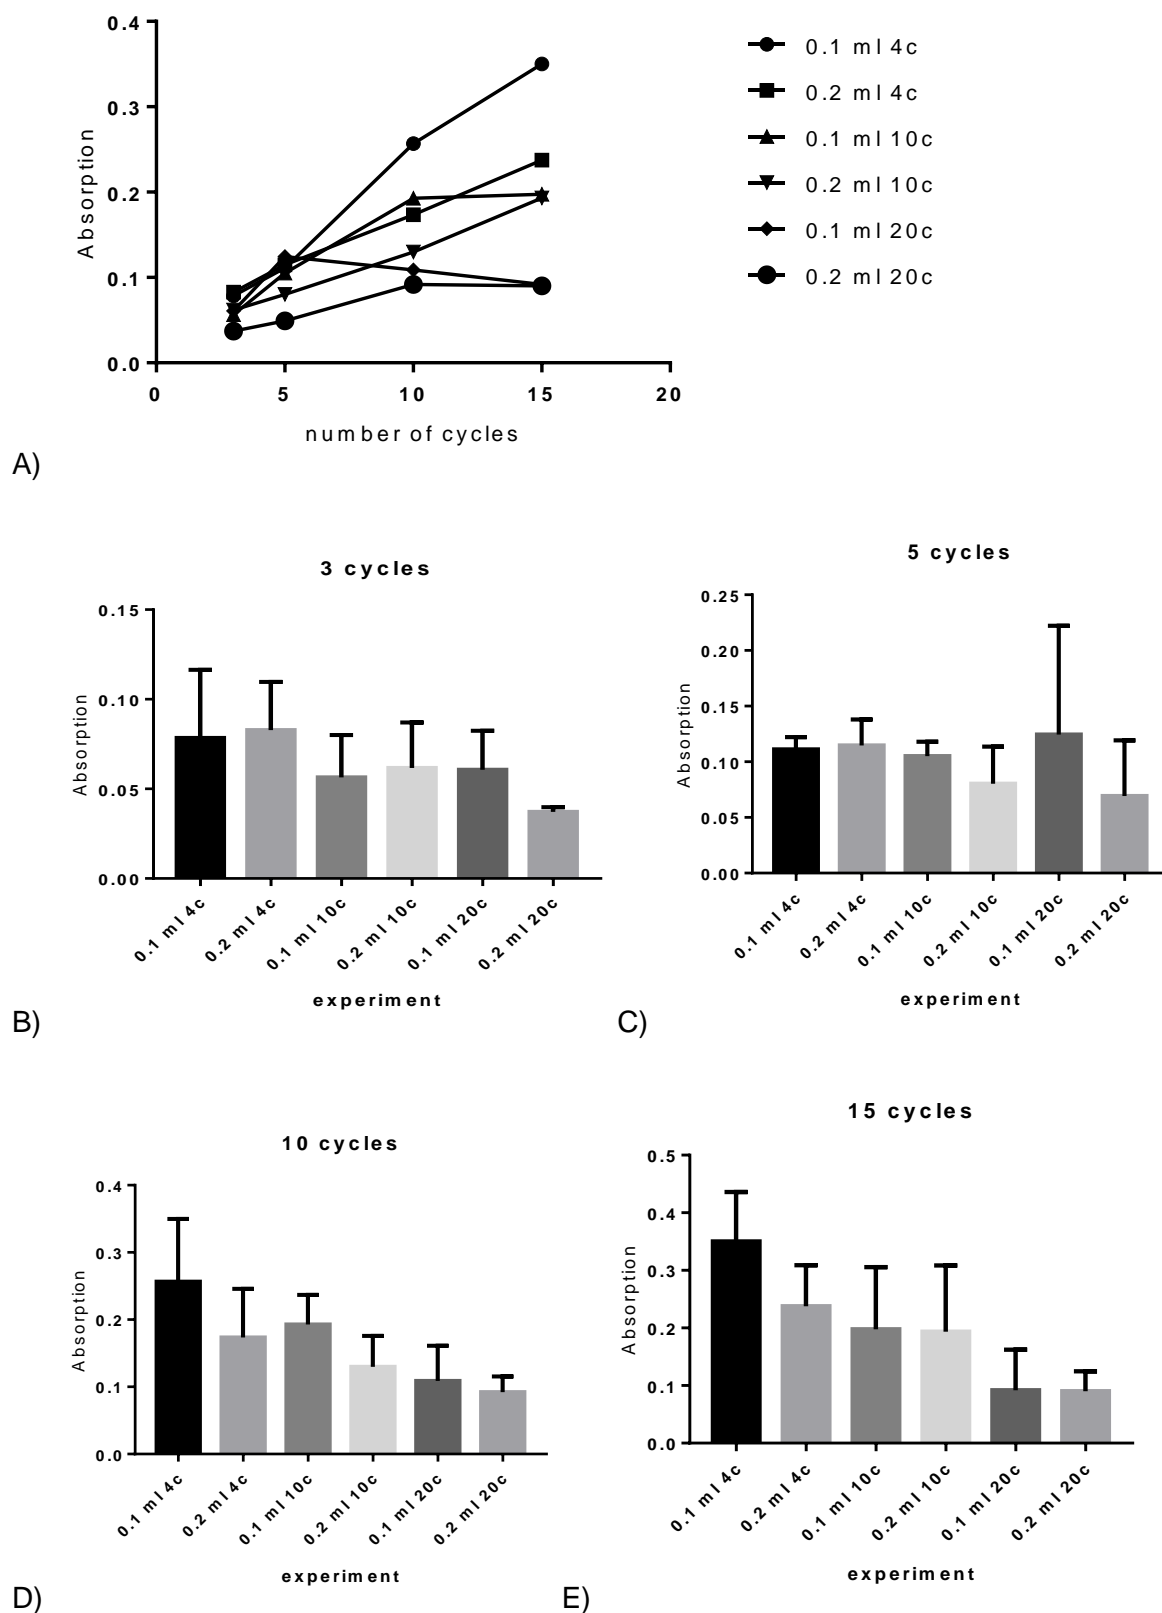 0.4
0.3
0.2
0.1
0.0
Absorption
0 5 10 15 20
number of cycles
0.1 ml 4c
0.2 ml 4c
0.1 ml 10c
0.2 ml 10c
0.1 ml 20c
0.2 ml 20c
A)
3 cycles
0.15
0.10
0.05
0.00
Absorption
0.1 ml 4c
0.2 ml 4c
0.1 ml 10c
0.2 ml 10c
0.1 ml 20c
0.2 ml 20c
experiment
B)
5 cycles
0.25
0.20
0.15
0.10
0.05
0.00
Absorption
0.1 ml 4c
0.2 ml 4c
0.1 ml 10c
0.2 ml 10c
0.1 ml 20c
0.2 ml 20c
experiment
C)
10 cycles
0.4
0.3
0.2
0.1
0.0
Absorption
0.1 ml 4c
0.2 ml 4c
0.1 ml 10c
0.2 ml 10c
0.1 ml 20c
0.2 ml 20c
experiment
D)
15 cycles
0.5
0.4
0.3
0.2
0.1
0.0
Absorption
0.1 ml 4c
0.2 ml 4c
0.1 ml 10c
0.2 ml 10c
0.1 ml 20c
0.2 ml 20c
experiment
E)